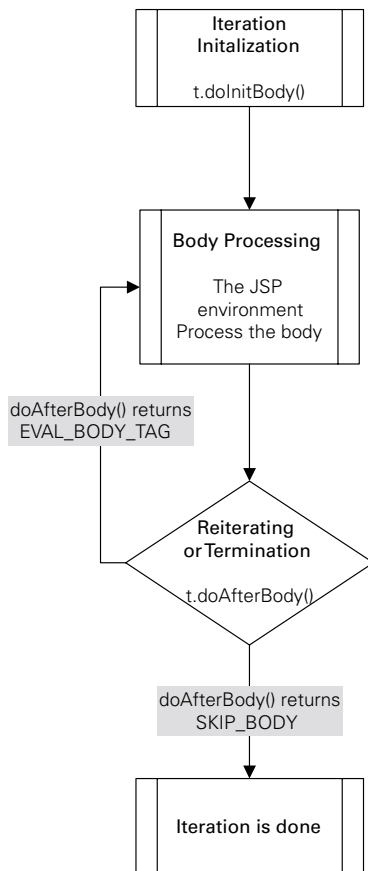 Iteration
Initalization
t.doInitBody()
Body Processing
The JSP
environment
Process the body
doAfterBody() returns
EVAL_BODY_TAG
Reiterating
or Termination
t.doAfterBody()
doAfterBody() returns
SKIP_BODY
Iteration is done